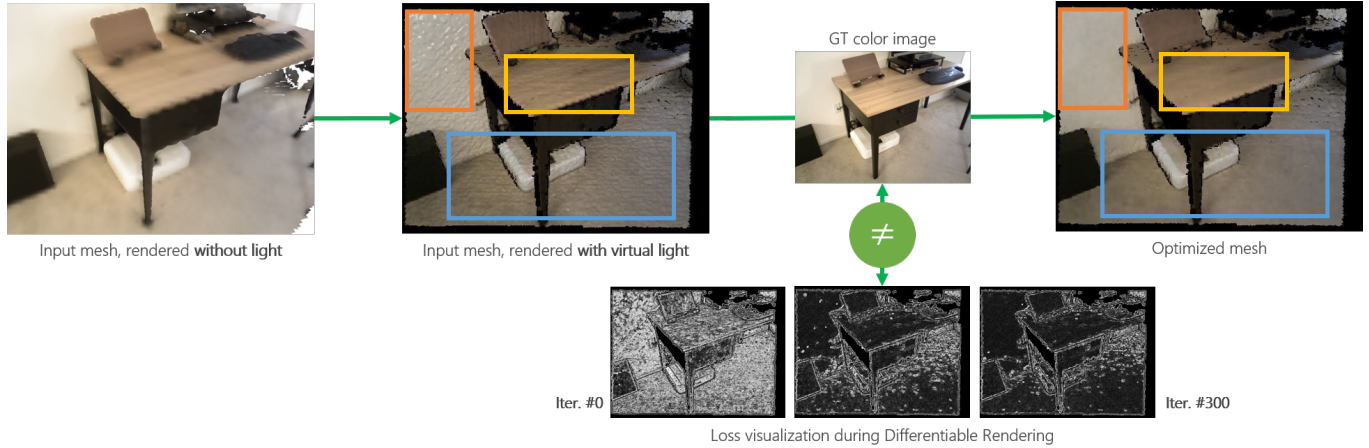 GT color image
Input mesh, rendered without light
Input mesh, rendered with virtual light
≠
Optimized mesh
Iter. #0
Iter. #300
Loss visualization during Differentiable Rendering